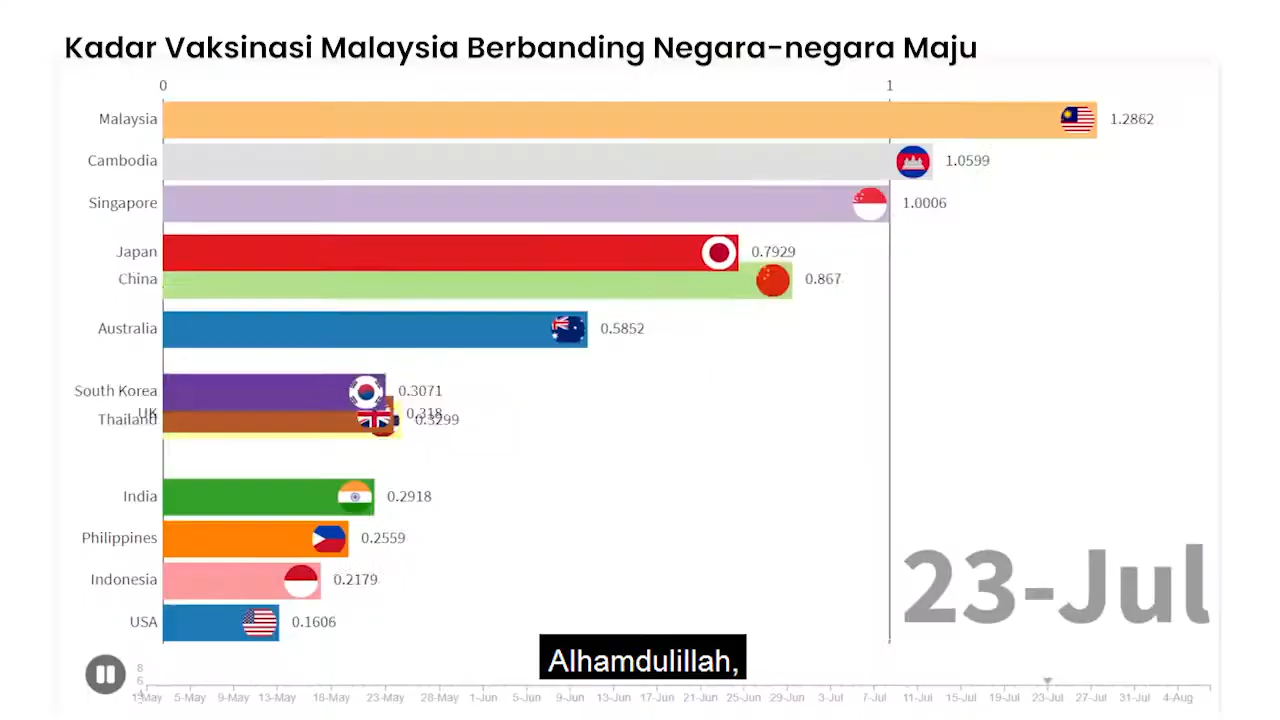 Kadar Vaksinasi Malaysia Berbanding Negara-negara Maju
0 1
Malaysia 1.2862
Cambodia 1.0599
Singapore 1.0006
Japan 0.7929
China 0.867
Australia 0.5852
South Korea 0.3071
UK 0.318
Thailand 0.3299
India 0.2918
Philippines 0.2559
Indonesia 0.2179
USA 0.1606
23-Jul
Alhamdulillah,
8
6
1-May 5-May 9-May 13-May 18-May 23-May 28-May 1-Jun 5-Jun 9-Jun 13-Jun 17-Jun 21-Jun 25-Jun 29-Jun 3-Jul 7-Jul 11-Jul 15-Jul 19-Jul 23-Jul 27-Jul 31-Jul 4-Aug